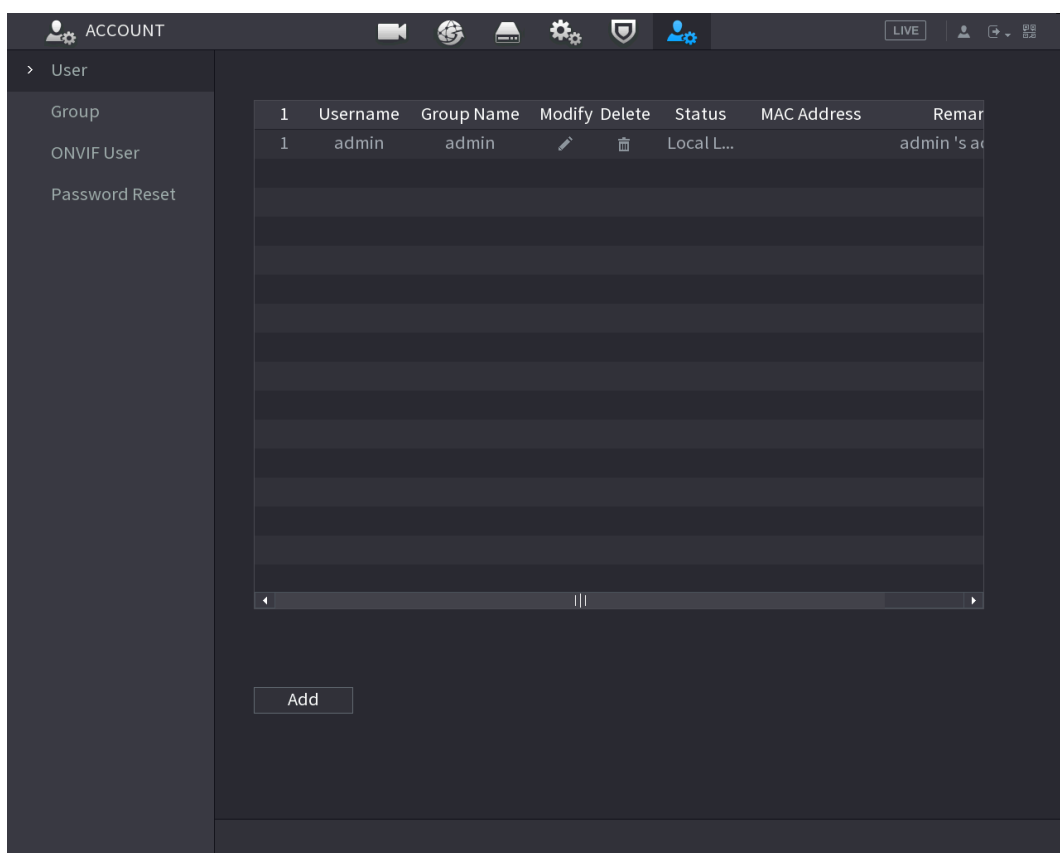 ACCOUNT LIVE
User
Group
ONVIF User
Password Reset
1 Username Group Name Modify Delete Status MAC Address Remar
1 admin admin Local L... admin 's ac
Add